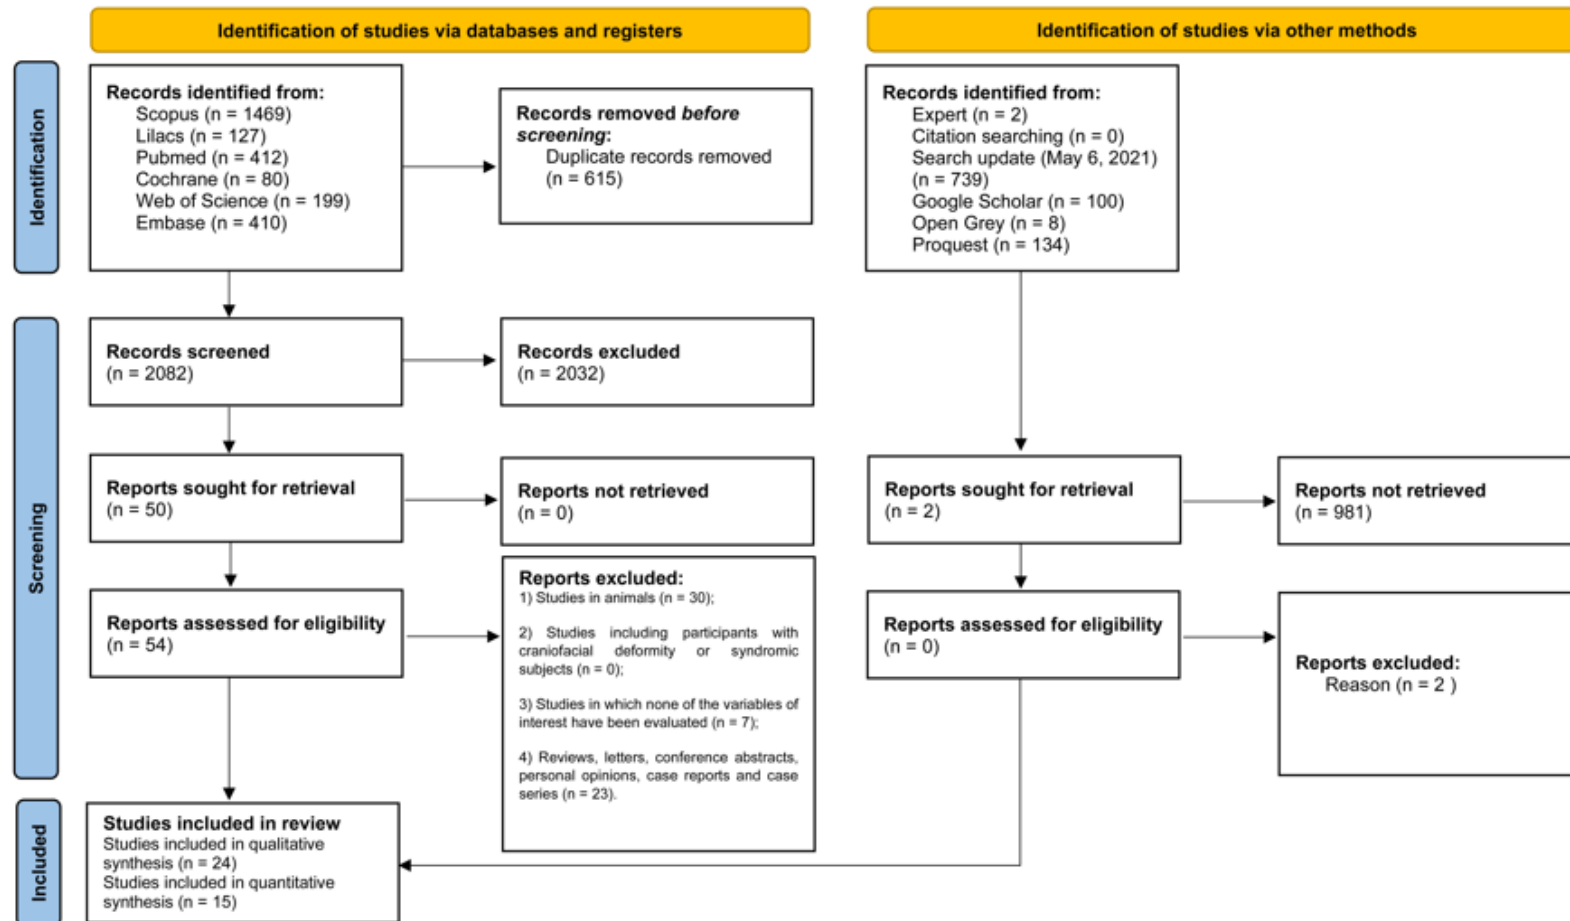 Identification of studies via databases and registers
Identification of studies via other methods
Identification
Records identified from:
Scopus (n = 1469)
Lilacs (n = 127)
Pubmed (n = 412)
Cochrane (n = 80)
Web of Science (n = 199)
Embase (n = 410)
Records removed before
screening:
Duplicate records removed
(n = 615)
Records identified from:
Expert (n = 2)
Citation searching (n = 0)
Search update (May 6, 2021)
(n = 739)
Google Scholar (n = 100)
Open Grey (n = 8)
Proquest (n = 134)
Screening
Records screened
(n = 2082)
Records excluded
(n = 2032)
Reports sought for retrieval
(n = 50)
Reports not retrieved
(n = 0)
Reports sought for retrieval
(n = 2)
Reports not retrieved
(n = 981)
Reports assessed for eligibility
(n = 54)
Reports excluded:
1) Studies in animals (n = 30);
2) Studies including participants with
craniofacial deformity or syndromic
subjects (n = 0);
3) Studies in which none of the variables of
interest have been evaluated (n = 7);
4) Reviews, letters, conference abstracts,
personal opinions, case reports and case
series (n = 23).
Reports assessed for eligibility
(n = 0)
Reports excluded:
Reason (n = 2 )
Included
Studies included in review
Studies included in qualitative
synthesis (n = 24)
Studies included in quantitative
synthesis (n = 15)